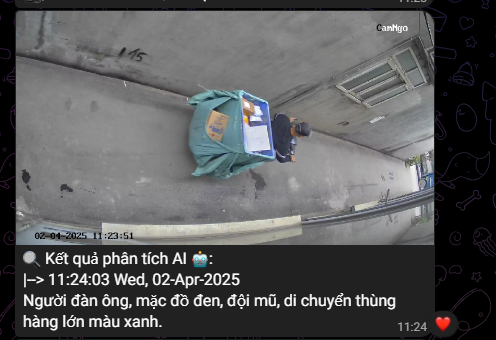 CamNgo
115
02-04-2025 11:23:51
🔍 Kết quả phân tích AI 🤖:
|–> 11:24:03 Wed, 02-Apr-2025
Người đàn ông, mặc đồ đen, đội mũ, di chuyển thùng
hàng lớn màu xanh.
11:24